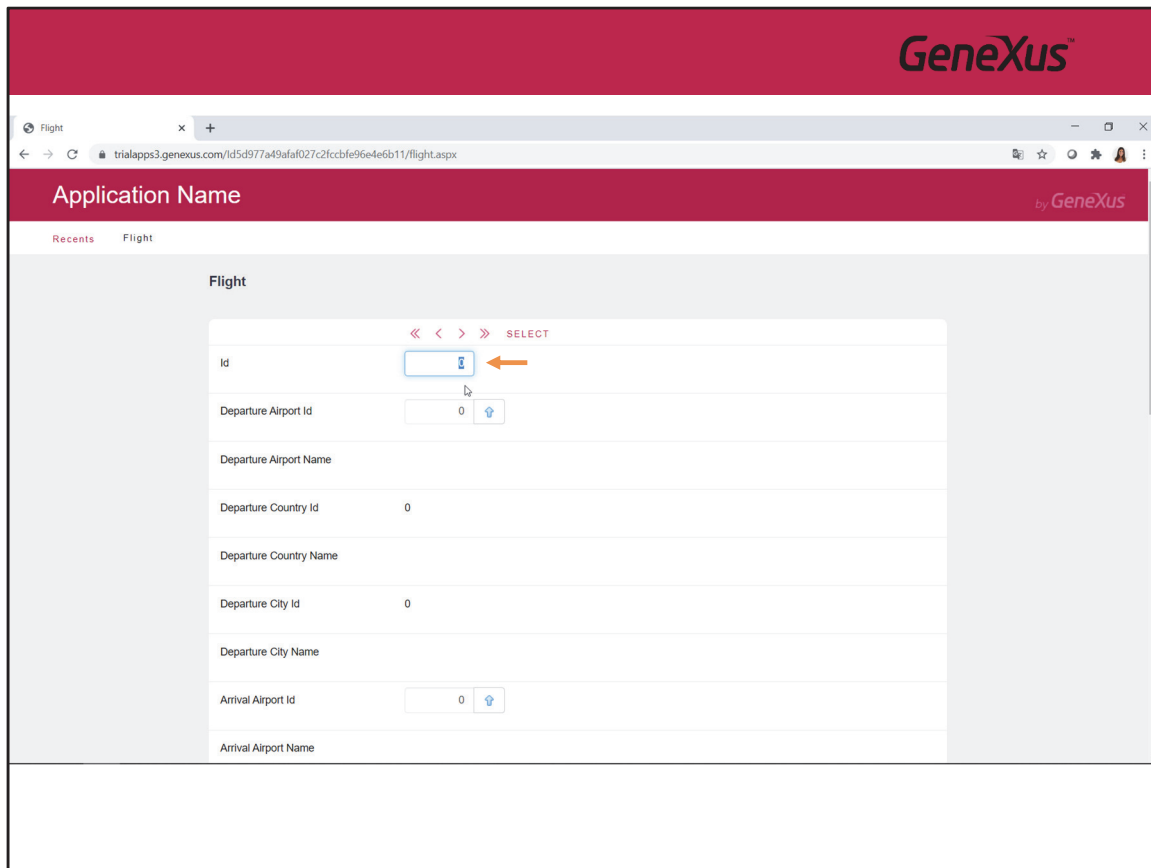 GeneXus™
Flight
trialapps3.genexus.com/Id5d977a49afaf027c2fccbfe96e4e6b11/flight.aspx
Application Name
by GeneXus
Recents Flight
Flight
SELECT
Id 0
Departure Airport Id 0
Departure Airport Name
Departure Country Id 0
Departure Country Name
Departure City Id 0
Departure City Name
Arrival Airport Id 0
Arrival Airport Name